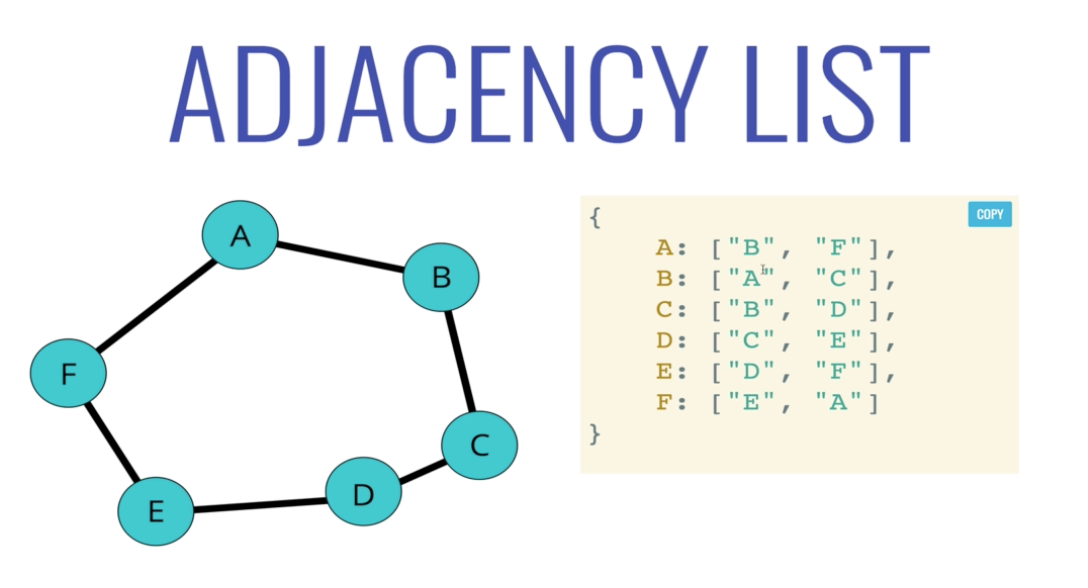 ADJACENCY LIST
A
B
F
C
D
E
COPY
{
A: ["B", "F"],
B: ["A", "C"],
C: ["B", "D"],
D: ["C", "E"],
E: ["D", "F"],
F: ["E", "A"]
}